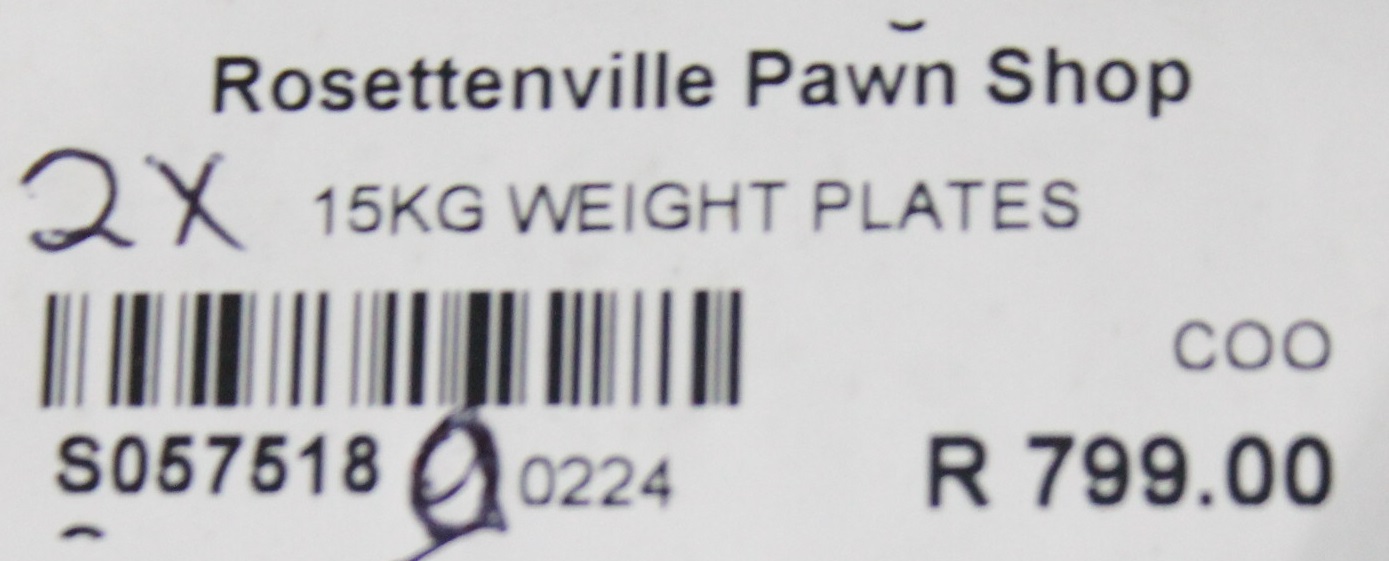 Rosettenville Pawn Shop
2X 15KG WEIGHT PLATES
COO
S057518 0224 R 799.00